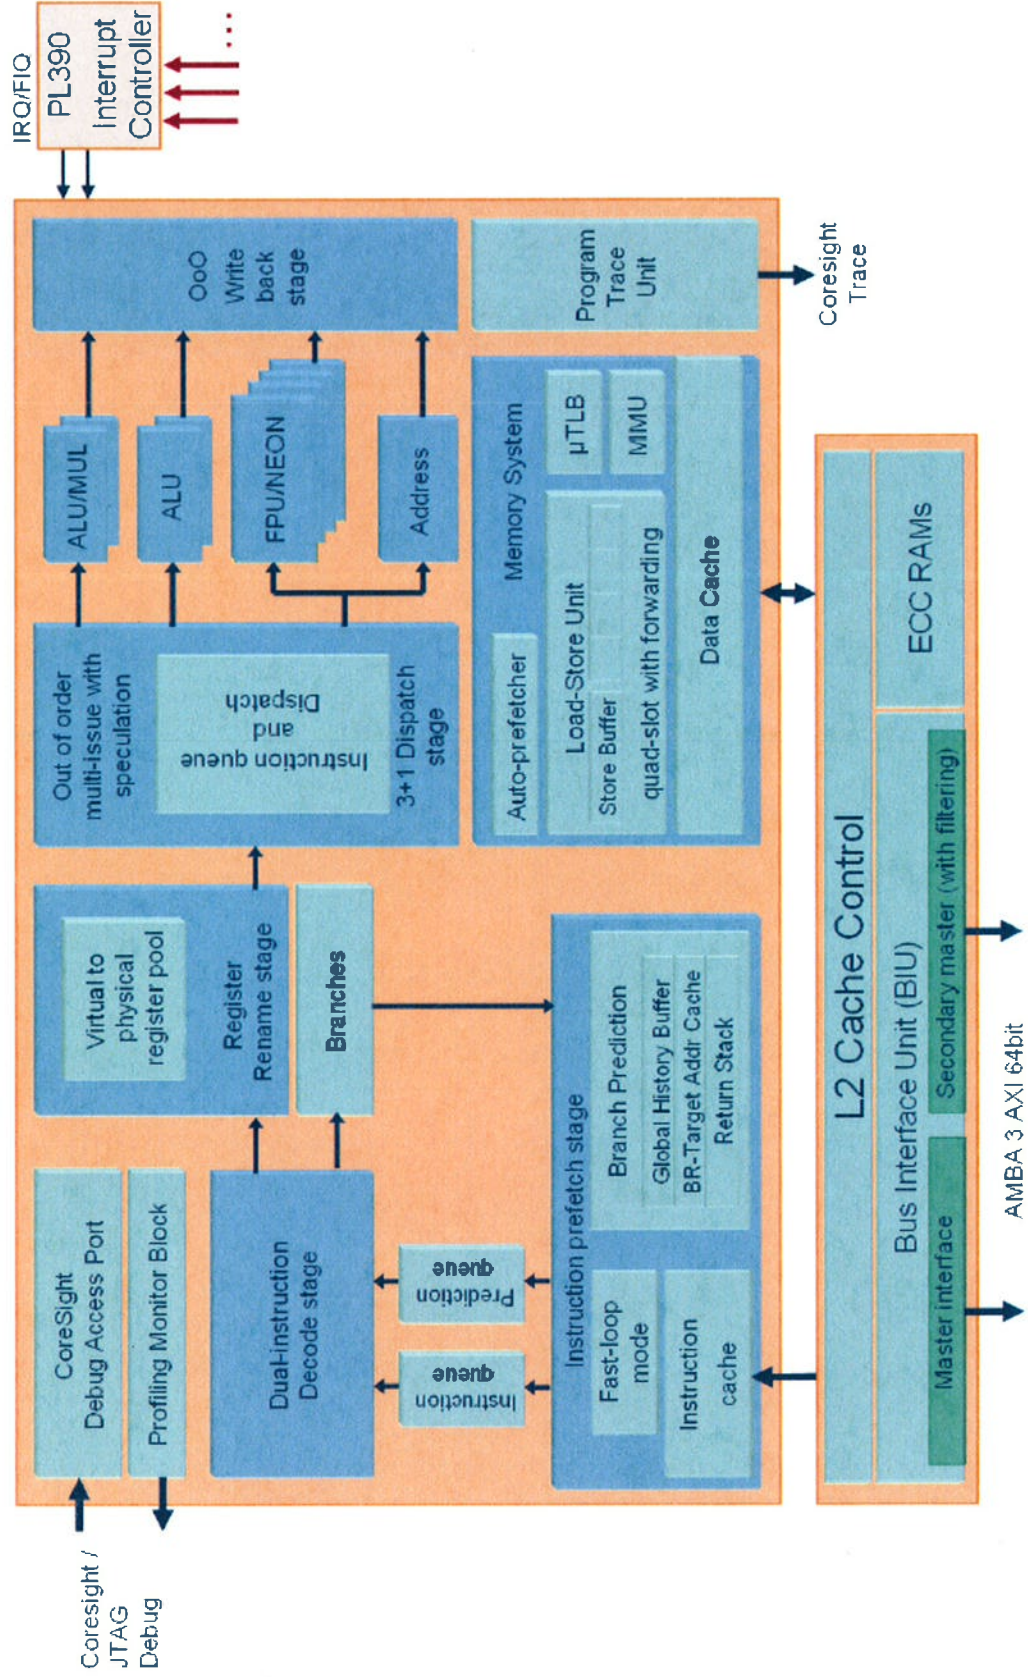 Coresight /
JTAG
Debug
CoreSight
Debug Access Port
Profiling Monitor Block
Dual-instruction
Decode stage
Instruction
queue
Prediction
queue
Instruction prefetch stage
Fast-loop
mode
Instruction
cache
Branch Prediction
Global History Buffer
BR-Target Addr Cache
Return Stack
Virtual to
physical
register pool
Register
Rename stage
Branches
Out of order
multi-issue with
speculation
Instruction queue
and
Dispatch
3+1 Dispatch
stage
ALU/MUL
ALU
FPU/NEON
Address
OoO
Write
back
stage
IRQ/FIQ
PL390
Interrupt
Controller
...
Memory System
Auto-prefetcher
Load-Store Unit
Store Buffer
quad-slot with forwarding
µTLB
MMU
Data Cache
Program
Trace
Unit
Coresight
Trace
L2 Cache Control
Bus Interface Unit (BIU)
ECC RAMs
Master interface
Secondary master (with filtering)
AMBA 3 AXI 64bit